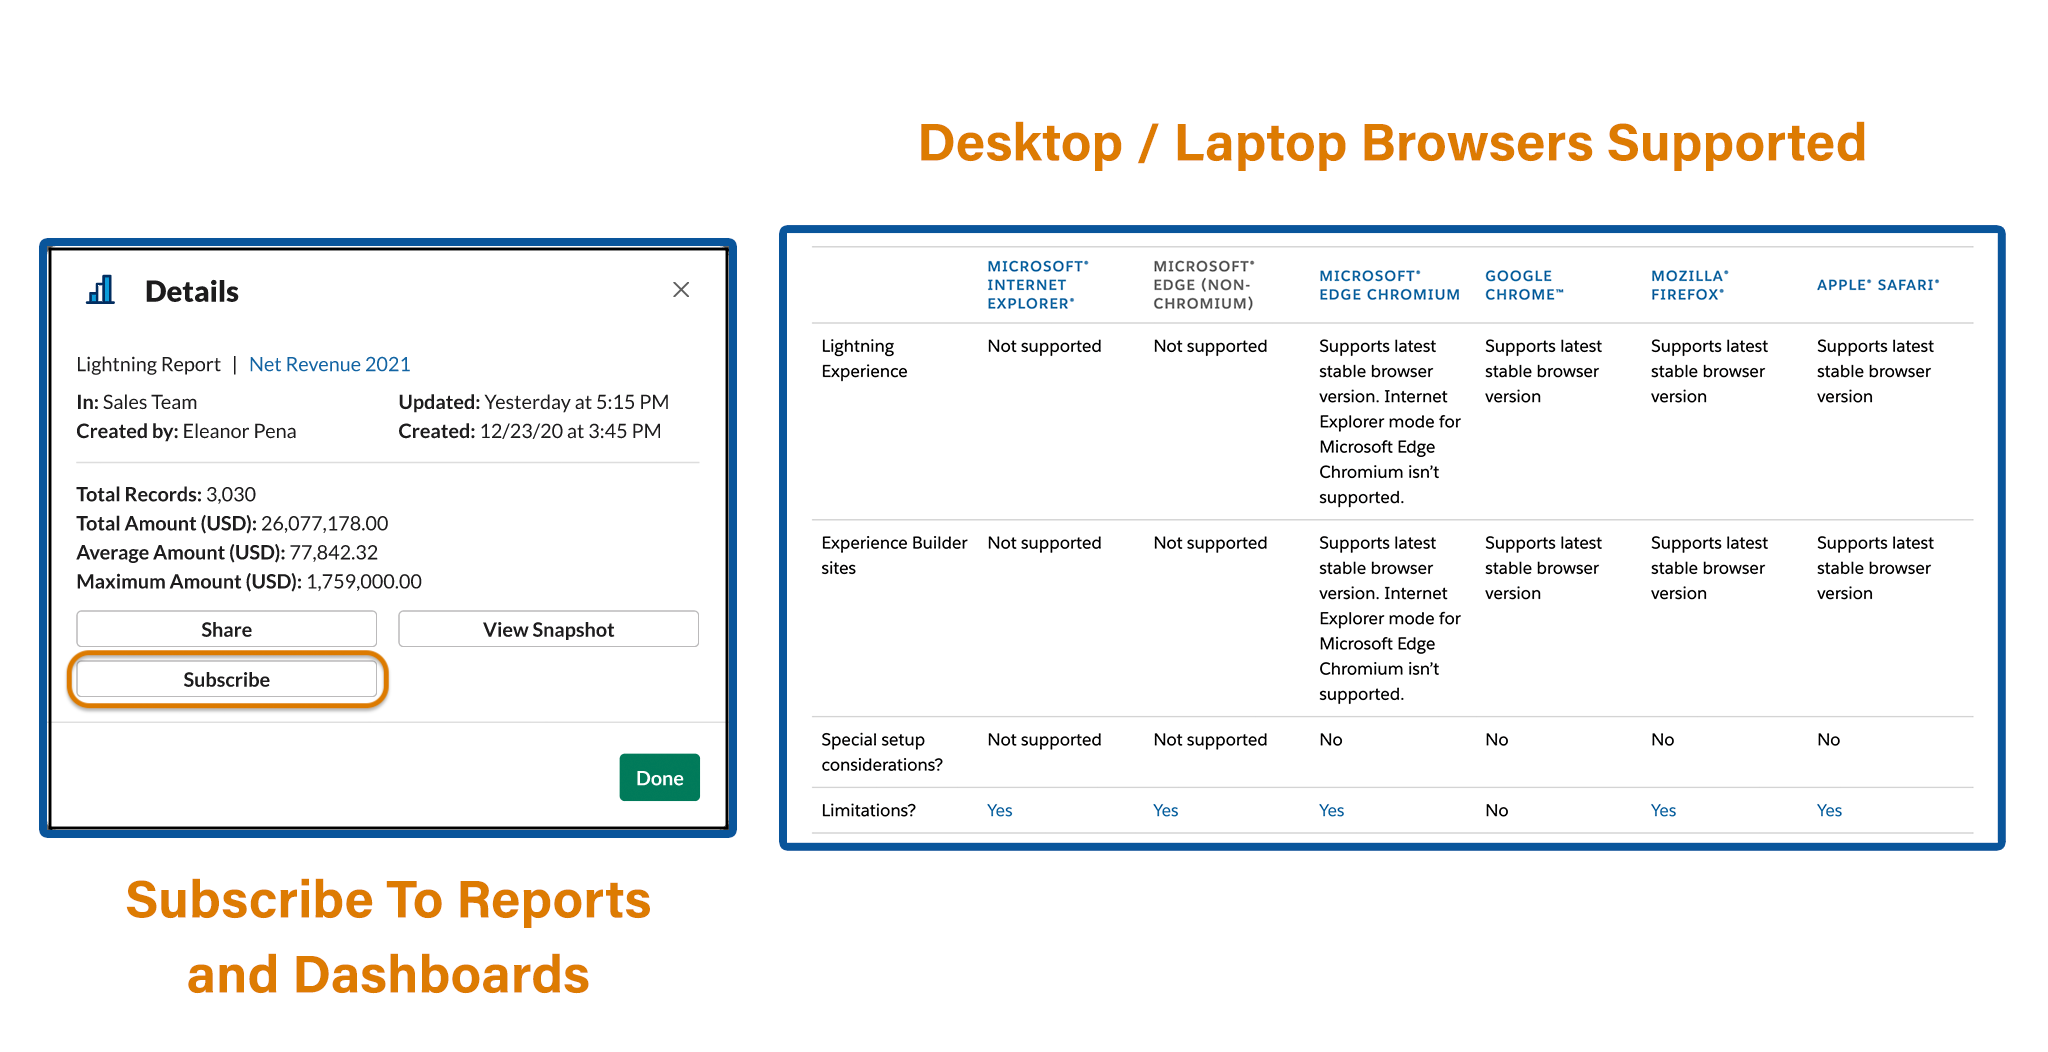 Desktop / Laptop Browsers Supported
Details
Lightning Report | Net Revenue 2021
In: Sales Team
Updated: Yesterday at 5:15 PM
Created by: Eleanor Pena
Created: 12/23/20 at 3:45 PM
Total Records: 3,030
Total Amount (USD): 26,077,178.00
Average Amount (USD): 77,842.32
Maximum Amount (USD): 1,759,000.00
Share
View Snapshot
Subscribe
Done
Subscribe To Reports
and Dashboards
MICROSOFT®
INTERNET
EXPLORER®
MICROSOFT®
EDGE (NON-
CHROMIUM)
MICROSOFT®
EDGE CHROMIUM
GOOGLE
CHROME™
MOZILLA®
FIREFOX®
APPLE® SAFARI®
Lightning
Experience
Not supported
Not supported
Supports latest
stable browser
version. Internet
Explorer mode for
Microsoft Edge
Chromium isn’t
supported.
Supports latest
stable browser
version
Supports latest
stable browser
version
Supports latest
stable browser
version
Experience Builder
sites
Not supported
Not supported
Supports latest
stable browser
version. Internet
Explorer mode for
Microsoft Edge
Chromium isn’t
supported.
Supports latest
stable browser
version
Supports latest
stable browser
version
Supports latest
stable browser
version
Special setup
considerations?
Not supported
Not supported
No
No
No
No
Limitations?
Yes
Yes
Yes
No
Yes
Yes